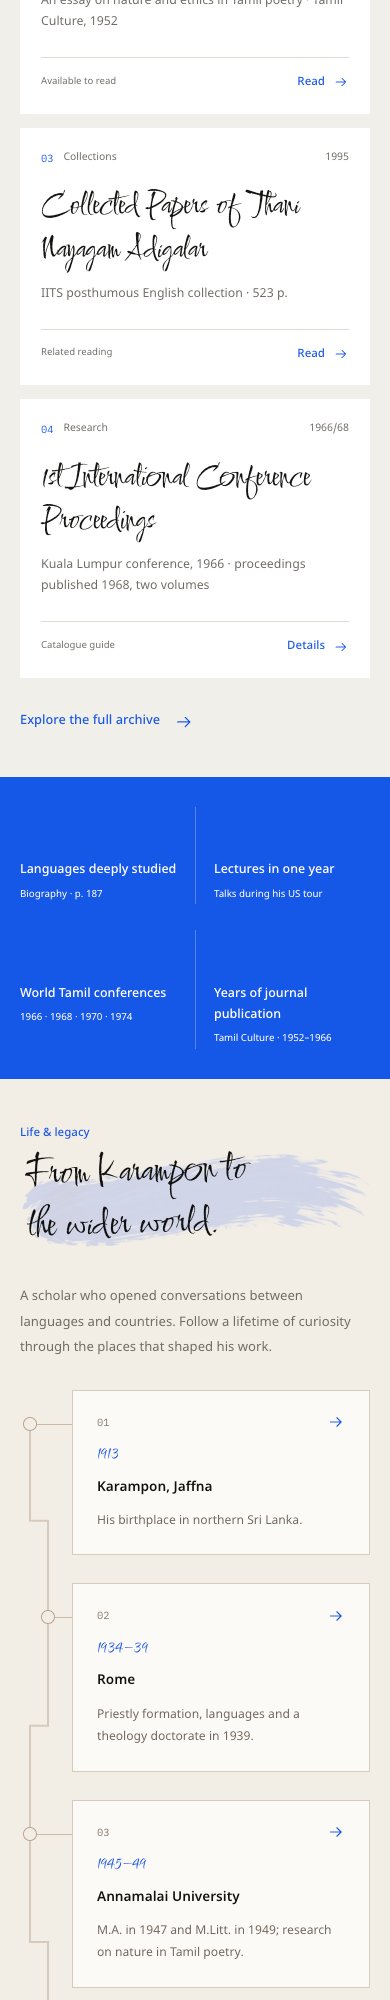 An essay on nature and ethics in Tamil poetry · Tamil
Culture, 1952
Available to read
Read →
03 Collections 1995
Collected Papers of Thani
Nayagam Adigalar
IITS posthumous English collection · 523 p.
Related reading
Read →
04 Research 1966/68
1st International Conference
Proceedings
Kuala Lumpur conference, 1966 · proceedings
published 1968, two volumes
Catalogue guide
Details →
Explore the full archive →
Languages deeply studied
Biography · p. 187
Lectures in one year
Talks during his US tour
World Tamil conferences
1966 · 1968 · 1970 · 1974
Years of journal
publication
Tamil Culture · 1952–1966
Life & legacy
From Karampon to
the wider world.
A scholar who opened conversations between
languages and countries. Follow a lifetime of curiosity
through the places that shaped his work.
01 →
1913
Karampon, Jaffna
His birthplace in northern Sri Lanka.
02 →
1934–39
Rome
Priestly formation, languages and a
theology doctorate in 1939.
03 →
1945–49
Annamalai University
M.A. in 1947 and M.Litt. in 1949; research
on nature in Tamil poetry.